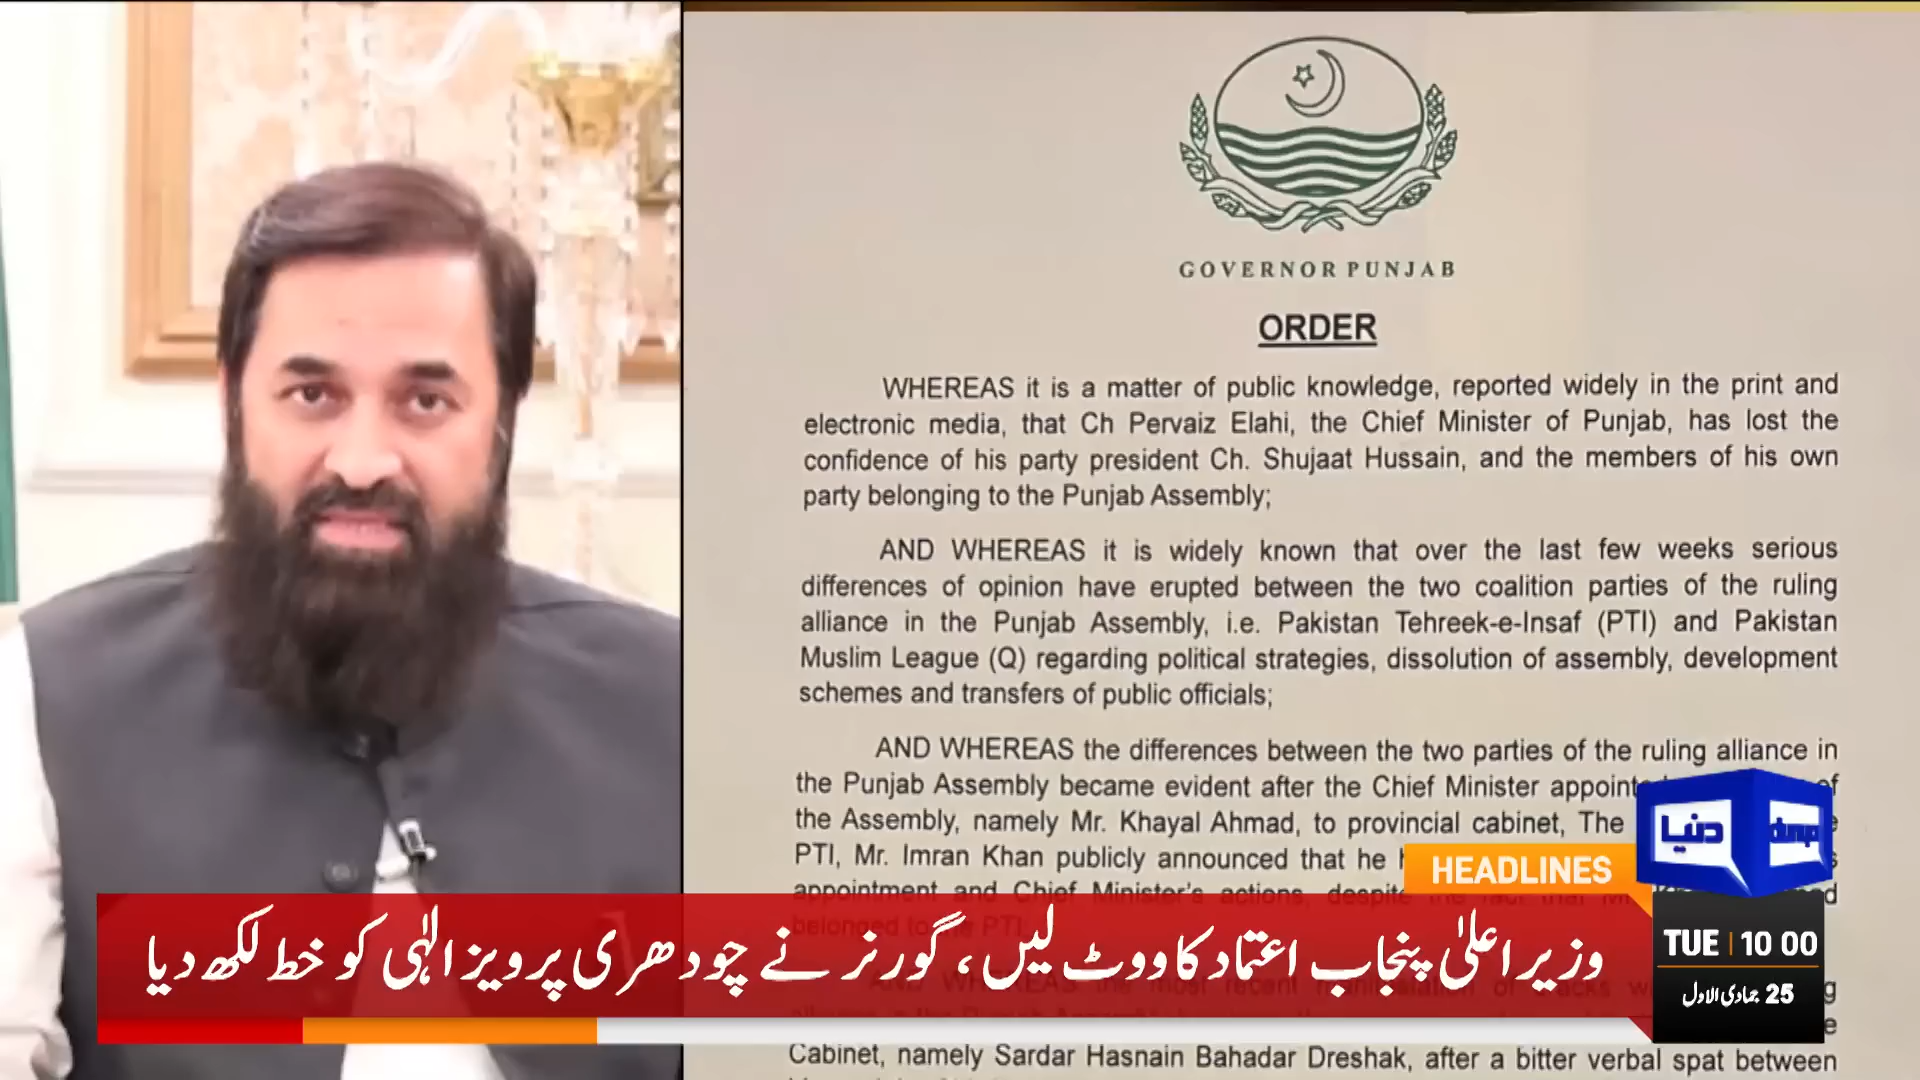 GOVERNOR PUNJAB
ORDER
WHEREAS it is a matter of public knowledge, reported widely in the print and
electronic media, that Ch Pervaiz Elahi, the Chief Minister of Punjab, has lost the
confidence of his party president Ch. Shujaat Hussain, and the members of his own
party belonging to the Punjab Assembly;
AND WHEREAS it is widely known that over the last few weeks serious
differences of opinion have erupted between the two coalition parties of the ruling
alliance in the Punjab Assembly, i.e. Pakistan Tehreek-e-Insaf (PTI) and Pakistan
Muslim League (Q) regarding political strategies, dissolution of assembly, development
schemes and transfers of public officials;
AND WHEREAS the differences between the two parties of the ruling alliance in
the Punjab Assembly became evident after the Chief Minister
the Assembly, namely Mr. Khayal Ahmad, to provincial cabinet, The
PTI, Mr. Imran Khan publicly announced that he
appointment and Chief Minister's actions,
دنیا
HEADLINES
وزیراعلیٰ پنجاب اعتماد کا ووٹ لیں، گورنر نے چودھری پرویز الٰہی کو خط لکھ دیا
TUE 10 00
25 جمادی الاول
Cabinet, namely Sardar Hasnain Bahadar Dreshak, after a bitter verbal spat between